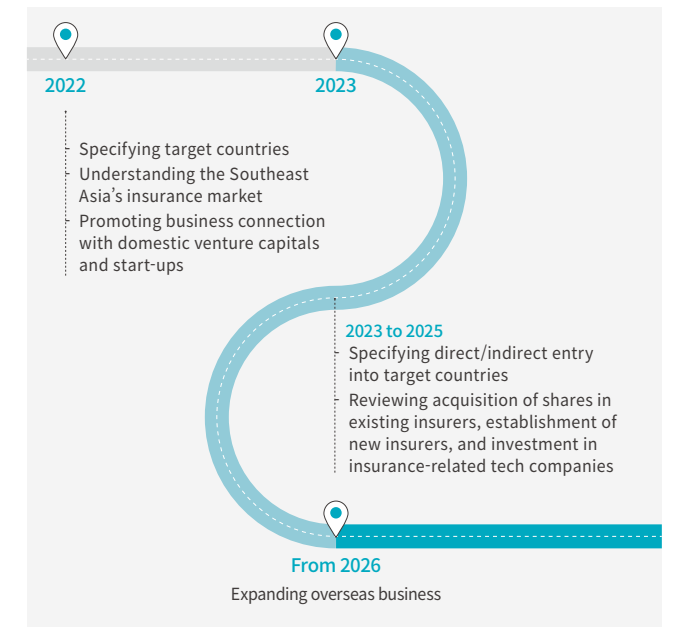 2022
2023
Specifying target countries
Understanding the Southeast
Asia's insurance market
Promoting business connection
with domestic venture capitals
and start-ups
2023 to 2025
Specifying direct/indirect entry
into target countries
Reviewing acquisition of shares in
existing insurers, establishment of
new insurers, and investment in
insurance-related tech companies
From 2026
Expanding overseas business